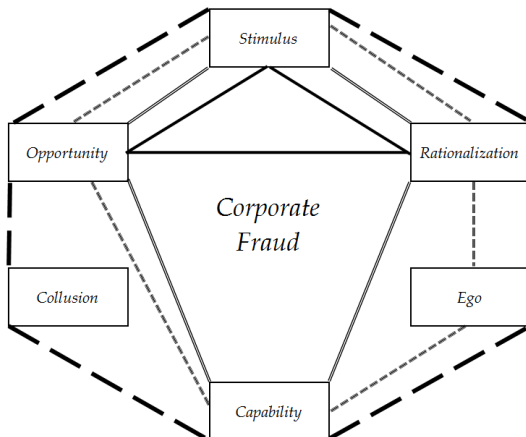 Stimulus
Opportunity
Rationalization
Corporate
Fraud
Collusion
Ego
Capability